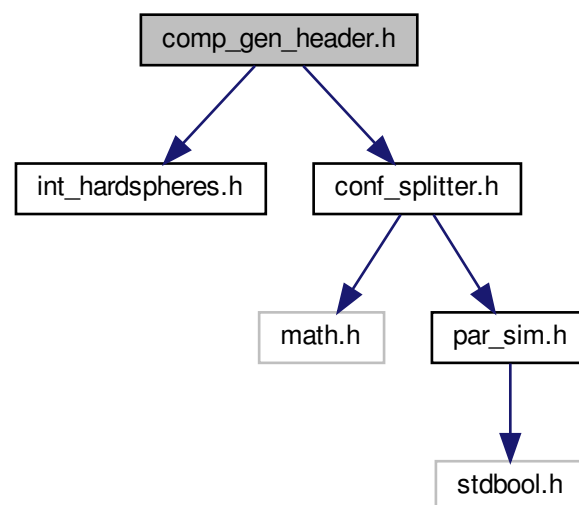 comp_gen_header.h
int_hardspheres.h
conf_splitter.h
math.h
par_sim.h
stdbool.h